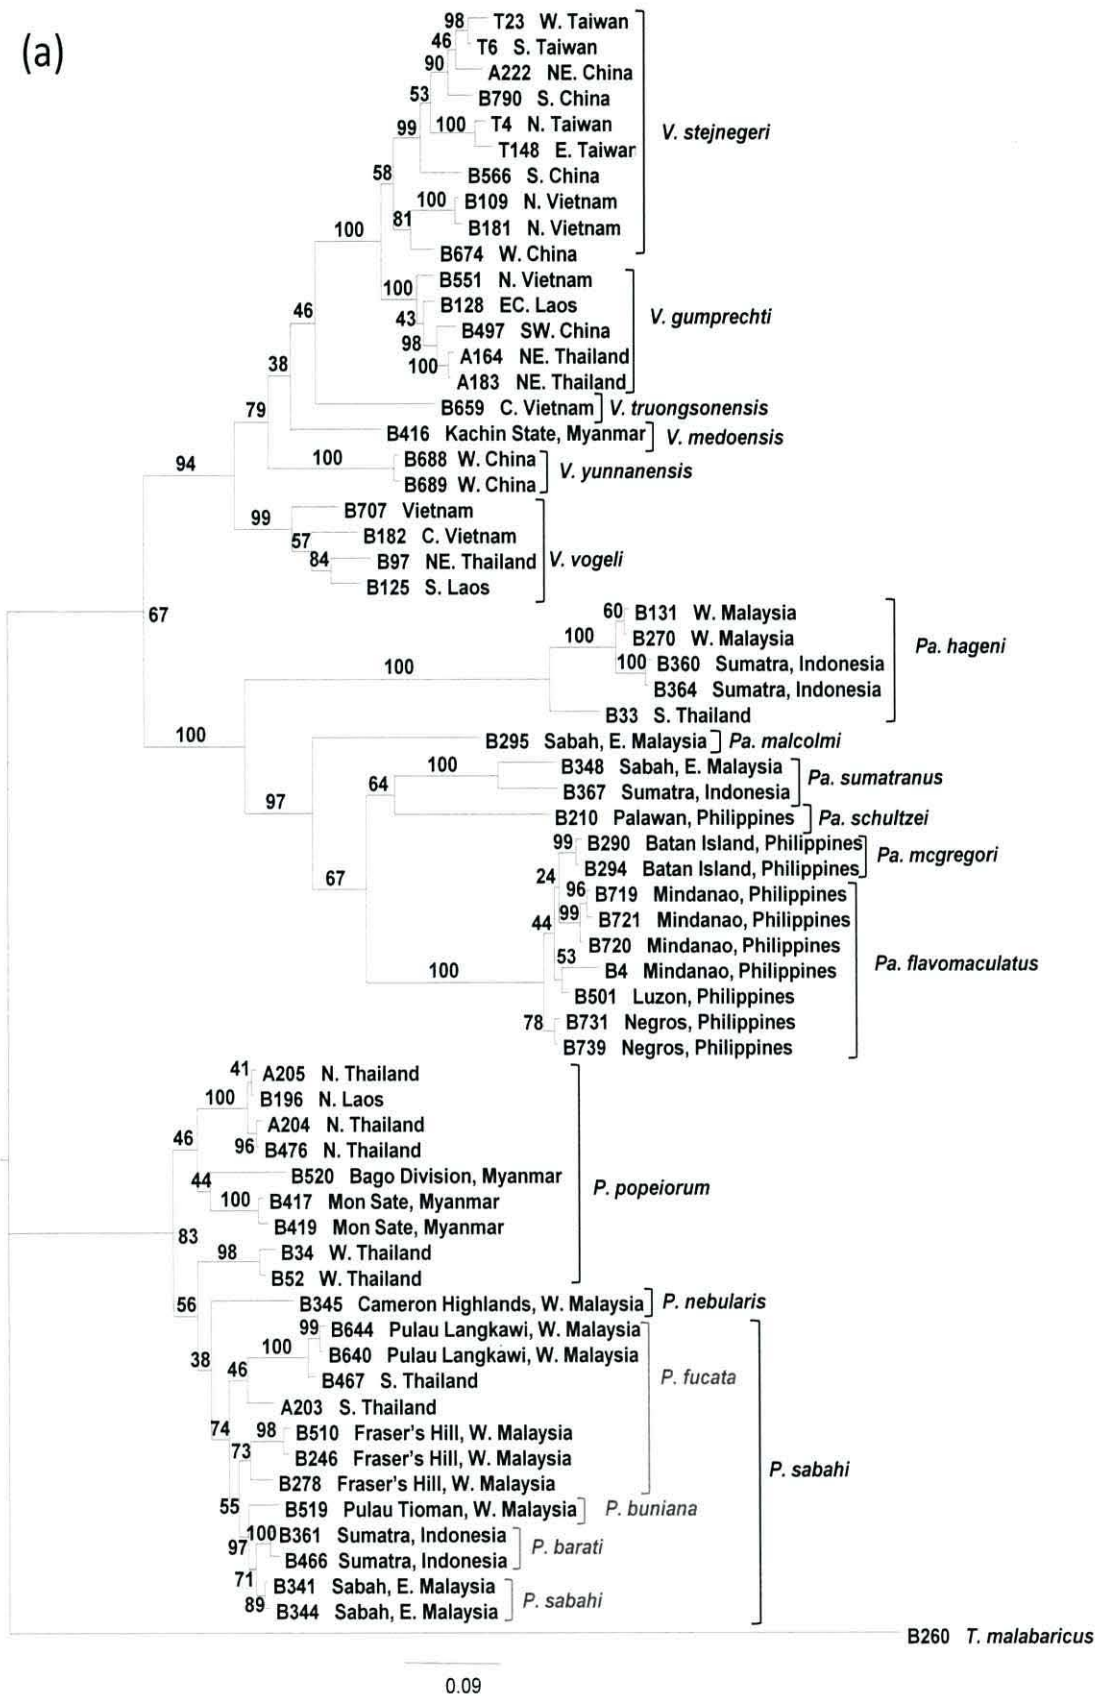 (a)
98 T23 W. Taiwan
46 T6 S. Taiwan
90 A222 NE. China
53 B790 S. China
99 100 T4 N. Taiwan
V. stejnegeri
T148 E. Taiwan
58 B566 S. China
100 B109 N. Vietnam
81 B181 N. Vietnam
100 B674 W. China
100 B551 N. Vietnam
46 43 B128 EC. Laos
V. gumprechti
98 B497 SW. China
38 100 A164 NE. Thailand
A183 NE. Thailand
79 B659 C. Vietnam V. truongsonensis
B416 Kachin State, Myanmar V. medoensis
94 100 B688 W. China
V. yunnanensis
B689 W. China
99 B707 Vietnam
57 B182 C. Vietnam
84 B97 NE. Thailand V. vogeli
B125 S. Laos
67 60 B131 W. Malaysia
100 B270 W. Malaysia
Pa. hageni
100 100 B360 Sumatra, Indonesia
B364 Sumatra, Indonesia
B33 S. Thailand
100 B295 Sabah, E. Malaysia Pa. malcolmi
100 B348 Sabah, E. Malaysia
64 Pa. sumatranus
97 B367 Sumatra, Indonesia
B210 Palawan, Philippines Pa. schultzei
99 B290 Batan Island, Philippines
Pa. mcgregori
67 24 B294 Batan Island, Philippines
96 B719 Mindanao, Philippines
44 99 B721 Mindanao, Philippines
B720 Mindanao, Philippines
100 53 B4 Mindanao, Philippines
Pa. flavomaculatus
B501 Luzon, Philippines
78 B731 Negros, Philippines
B739 Negros, Philippines
41 A205 N. Thailand
100 B196 N. Laos
46 A204 N. Thailand
96 B476 N. Thailand
44 B520 Bago Division, Myanmar
P. popeiorum
100 B417 Mon Sate, Myanmar
B419 Mon Sate, Myanmar
83 98 B34 W. Thailand
B52 W. Thailand
56 B345 Cameron Highlands, W. Malaysia P. nebularis
99 B644 Pulau Langkawi, W. Malaysia
38 46 100 B640 Pulau Langkawi, W. Malaysia
B467 S. Thailand P. fucata
A203 S. Thailand
74 98 B510 Fraser's Hill, W. Malaysia
73 B246 Fraser's Hill, W. Malaysia
P. sabahi
B278 Fraser's Hill, W. Malaysia
55 B519 Pulau Tioman, W. Malaysia P. buniana
97 100 B361 Sumatra, Indonesia
P. barati
B466 Sumatra, Indonesia
71 B341 Sabah, E. Malaysia
P. sabahi
89 B344 Sabah, E. Malaysia
B260 T. malabaricus
0.09